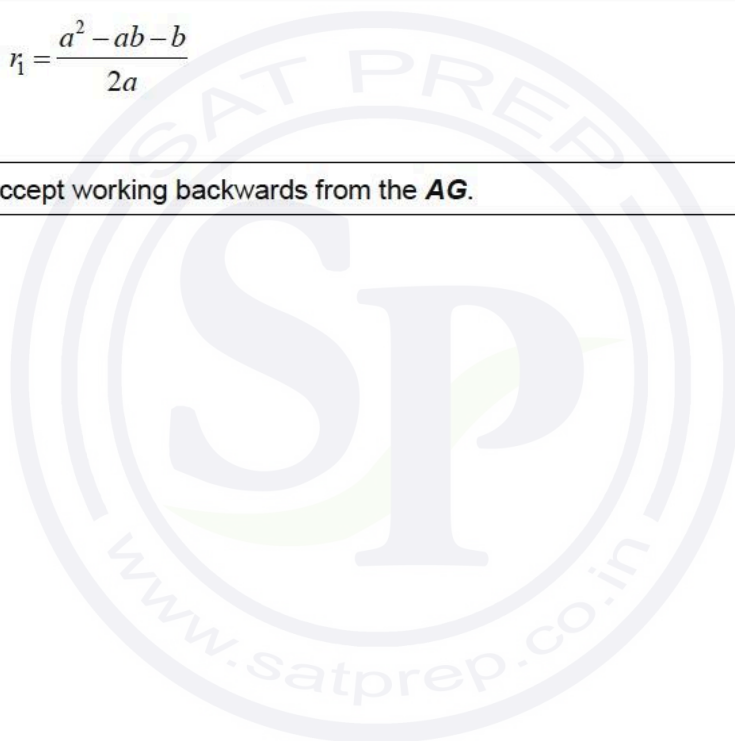 r₁ = (a² – ab – b) / 2a
ccept working backwards from the AG.
SAT PREP
SP
www.satprep.co.in